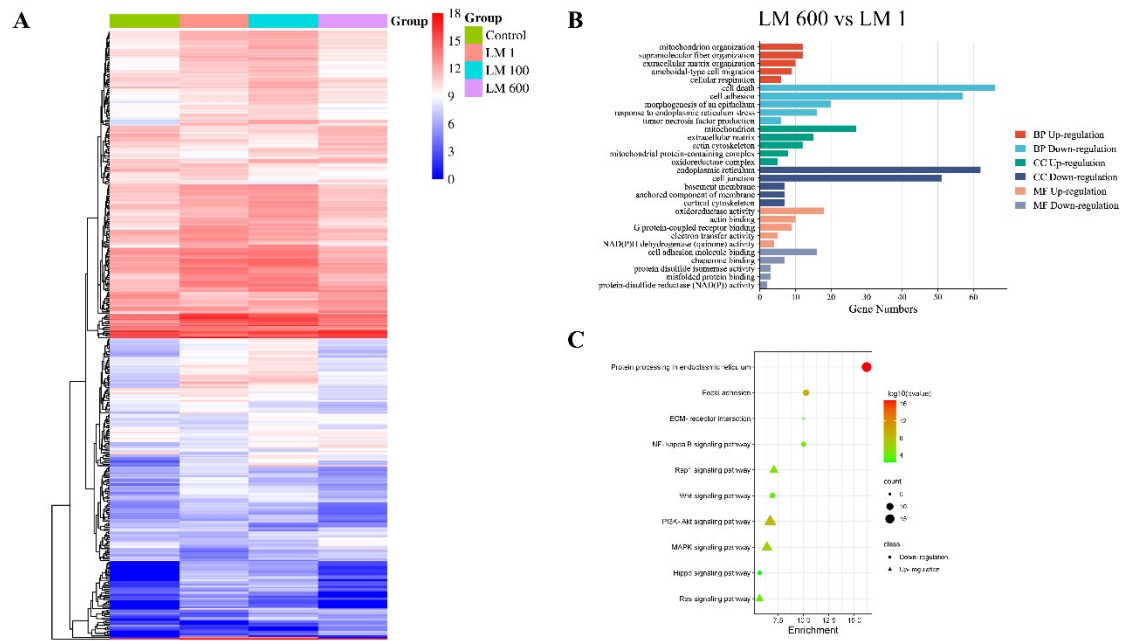 A
Group
18
15
12
9
6
3
0
Group
Control
LM 1
LM 100
LM 600
B
LM 600 vs LM 1
mitochondrion organization
supramolecular fiber organization
extracellular matrix organization
ameboidal-type cell migration
cellular respiration
cell death
cell adhesion
morphogenesis of an epithelium
response to endoplasmic reticulum stress
tumor necrosis factor production
mitochondrion
extracellular matrix
actin cytoskeleton
mitochondrial protein-containing complex
oxidoreductase complex
endoplasmic reticulum
cell junction
basement membrane
anchored component of membrane
cortical cytoskeleton
oxidoreductase activity
actin binding
G protein-coupled receptor binding
electron transfer activity
NAD(P)H dehydrogenase (quinone) activity
cell adhesion molecule binding
chaperone binding
protein disulfide isomerase activity
misfolded protein binding
protein-disulfide reductase (NAD(P)) activity
0 10 20 30 40 50 60
Gene Numbers
BP Up-regulation
BP Down-regulation
CC Up-regulation
CC Down-regulation
MF Up-regulation
MF Down-regulation
C
Protein processing in endoplasmic reticulum
Focal adhesion
ECM- receptor interaction
NF- kappa B signaling pathway
Rap1 signaling pathway
Wnt signaling pathway
PI3K- Akt signaling pathway
MAPK signaling pathway
Hippo signaling pathway
Ras signaling pathway
7.5 10.0 12.5 15.0
Enrichment
- log10(pvalue)
16
12
8
4
count
5
10
15
class
Down- regulation
Up- regulation